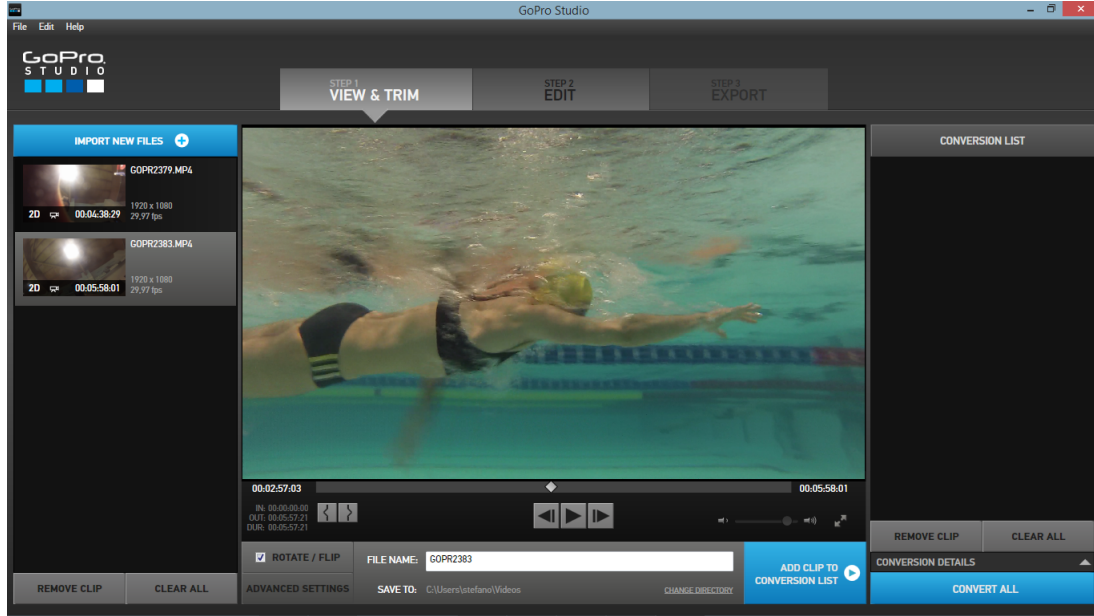 GoPro Studio
File Edit Help
GoPro
STUDIO
STEP 1
VIEW & TRIM
STEP 2
EDIT
STEP 3
EXPORT
IMPORT NEW FILES
CONVERSION LIST
GOPR2379.MP4
1920 x 1080
2D 00:04:38:29 29,97 fps
GOPR2383.MP4
1920 x 1080
2D 00:05:58:01 29,97 fps
00:02:57:03 00:05:58:01
IN: 00:00:00:00
OUT: 00:05:57:21
DUR: 00:05:57:21
REMOVE CLIP CLEAR ALL
ROTATE / FLIP FILE NAME: GOPR2383
ADD CLIP TO
CONVERSION LIST
CONVERSION DETAILS
REMOVE CLIP CLEAR ALL
ADVANCED SETTINGS SAVE TO: C:\Users\stefano\Videos CHANGE DIRECTORY
CONVERT ALL